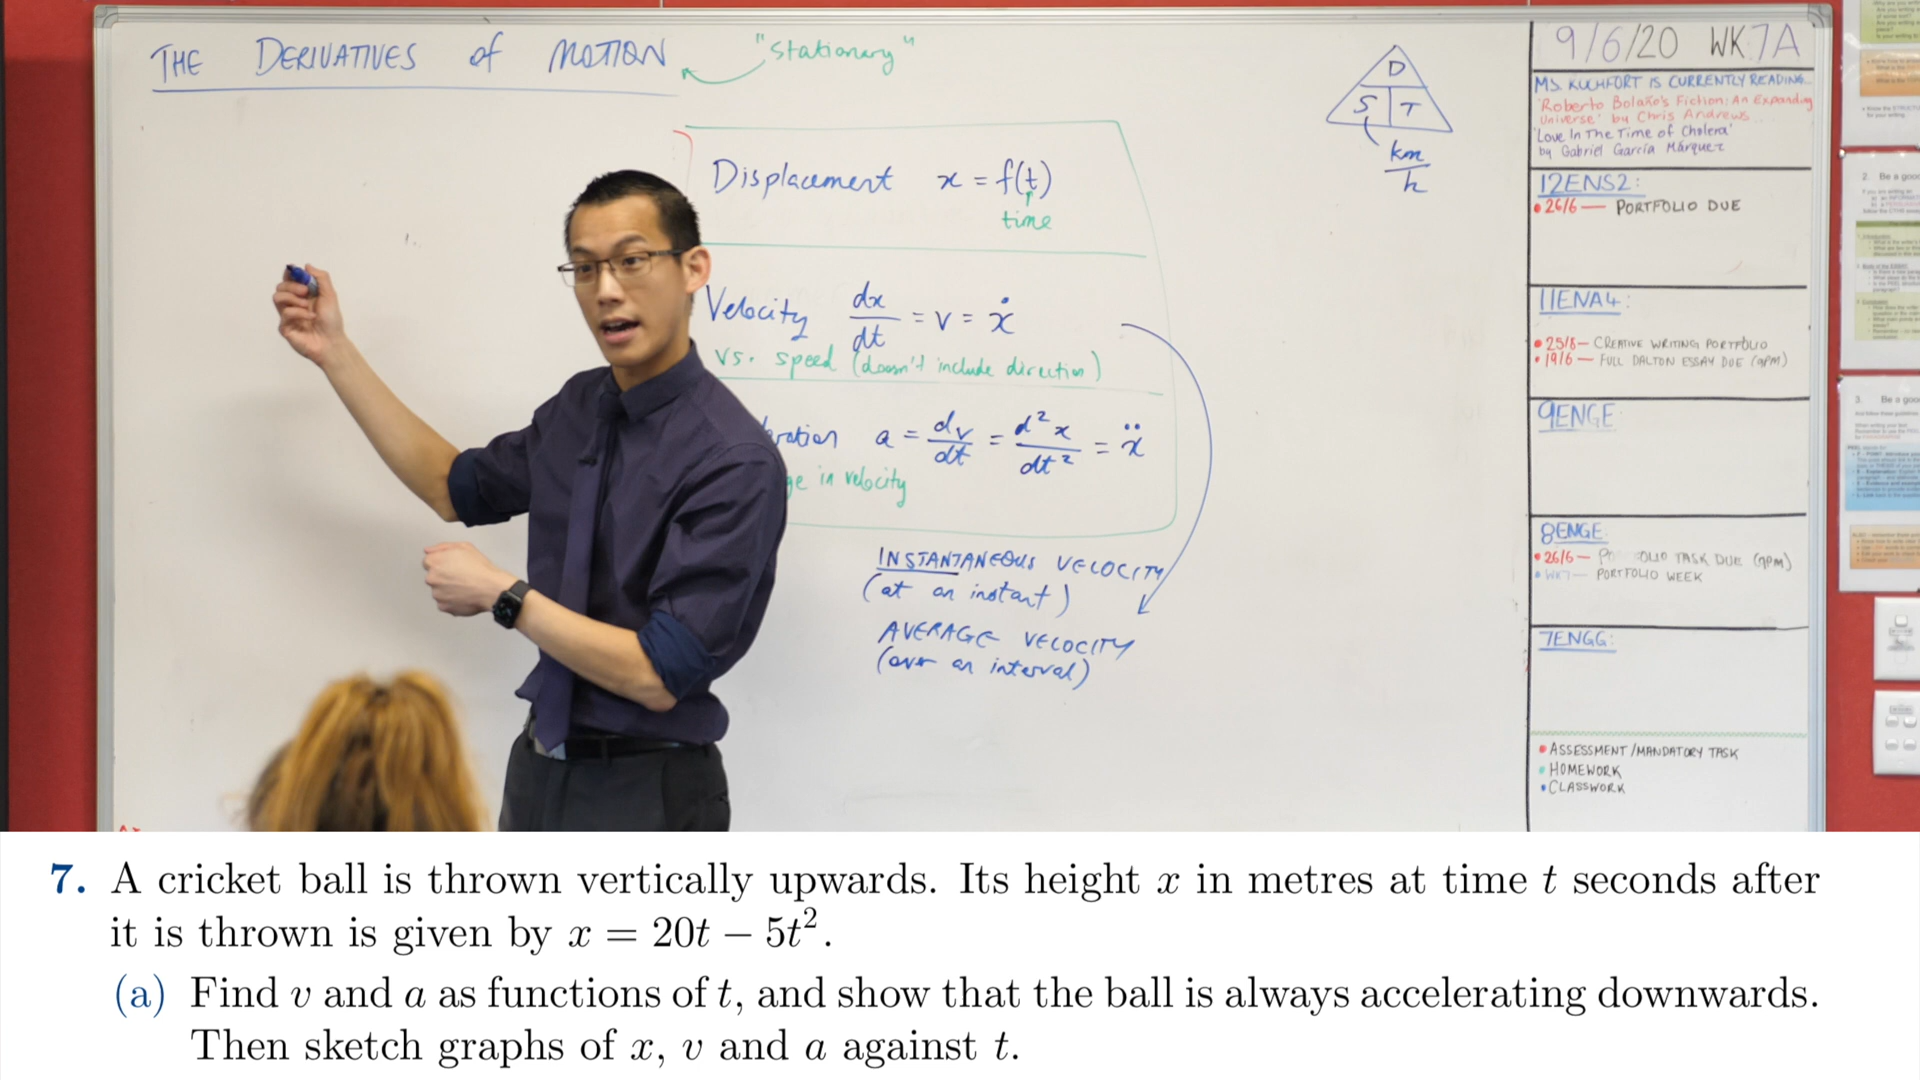 THE DERIVATIVES of MOTION
"Stationary"
Displacement x = f(t)
time
Velocity dx/dt = v = ẋ
vs. speed (doesn't include direction)
a = dv/dt = d²x/dt² = ẍ
in velocity
INSTANTANEOUS VELOCITY
(at an instant)
AVERAGE VELOCITY
(over an interval)
D
S T
km/h
9/6/20 WK 7A
MS. KUCHFORT IS CURRENTLY READING...
'Roberto Bolaño's Fiction: An Expanding
Universe' by Chris Andrews
'Love In The Time of Cholera'
by Gabriel García Márquez
12ENS2:
26/6 — PORTFOLIO DUE
11ENA4:
25/6 — CREATIVE WRITING PORTFOLIO
19/6 — FULL DALTON ESSAY DUE (9PM)
9ENGE:
8ENGE:
26/6 — TASK DUE (9PM)
WK7 — PORTFOLIO WEEK
7ENGG:
ASSESSMENT/MANDATORY TASK
HOMEWORK
CLASSWORK
7. A cricket ball is thrown vertically upwards. Its height x in metres at time t seconds after
it is thrown is given by x = 20t − 5t².
(a) Find v and a as functions of t, and show that the ball is always accelerating downwards.
Then sketch graphs of x, v and a against t.